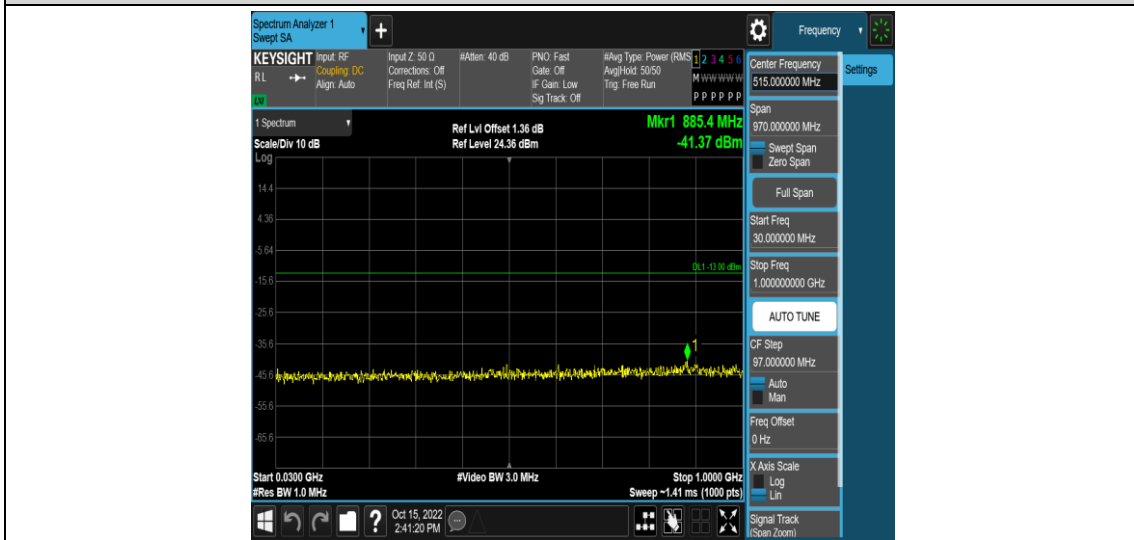 Spectrum Analyzer 1
Swept SA
+
Frequency
KEYSIGHT
RL
LXI
Input: RF
Coupling: DC
Align: Auto
Input Z: 50 Ω
Corrections: Off
Freq Ref: Int (S)
#Atten: 40 dB
PNO: Fast
Gate: Off
IF Gain: Low
Sig Track: Off
#Avg Type: Power (RMS
Avg|Hold: 50/50
Trig: Free Run
1 2 3 4 5 6
M W W W W W
P P P P P P
1 Spectrum
Scale/Div 10 dB
Log
Ref Lvl Offset 1.36 dB
Ref Level 24.36 dBm
Mkr1 885.4 MHz
-41.37 dBm
14.4
4.36
-5.64
DL1 -13.00 dBm
-15.6
-25.6
-35.6
1
-45.6
-55.6
-65.6
Start 0.0300 GHz
#Res BW 1.0 MHz
#Video BW 3.0 MHz
Stop 1.0000 GHz
Sweep ~1.41 ms (1000 pts)
?
Oct 15, 2022
2:41:20 PM
Center Frequency
515.000000 MHz
Settings
Span
970.000000 MHz
Swept Span
Zero Span
Full Span
Start Freq
30.000000 MHz
Stop Freq
1.000000000 GHz
AUTO TUNE
CF Step
97.000000 MHz
Auto
Man
Freq Offset
0 Hz
X Axis Scale
Log
Lin
Signal Track
(Span Zoom)